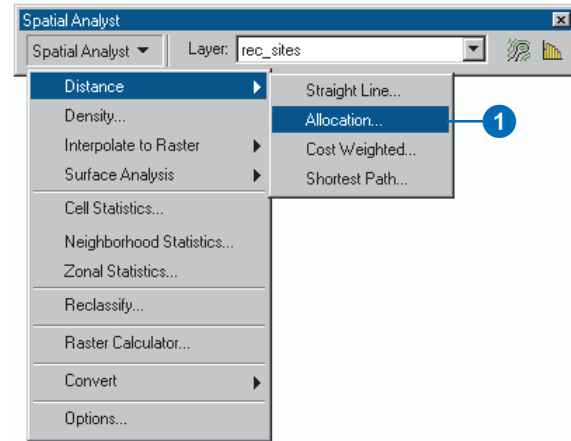 Spatial Analyst
Spatial Analyst Layer: rec_sites
Distance
Density...
Interpolate to Raster
Surface Analysis
Cell Statistics...
Neighborhood Statistics...
Zonal Statistics...
Reclassify...
Raster Calculator...
Convert
Options...
Straight Line...
Allocation... 1
Cost Weighted...
Shortest Path...